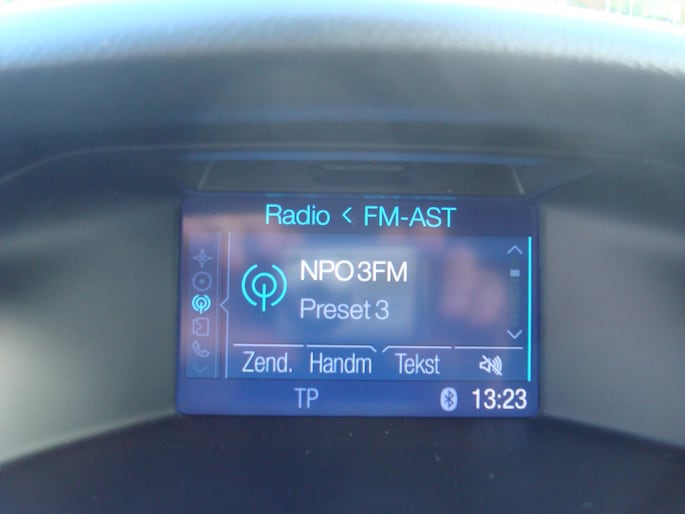 Radio < FM-AST
NPO 3FM
Preset 3
Zend. Handm Tekst
TP 13:23